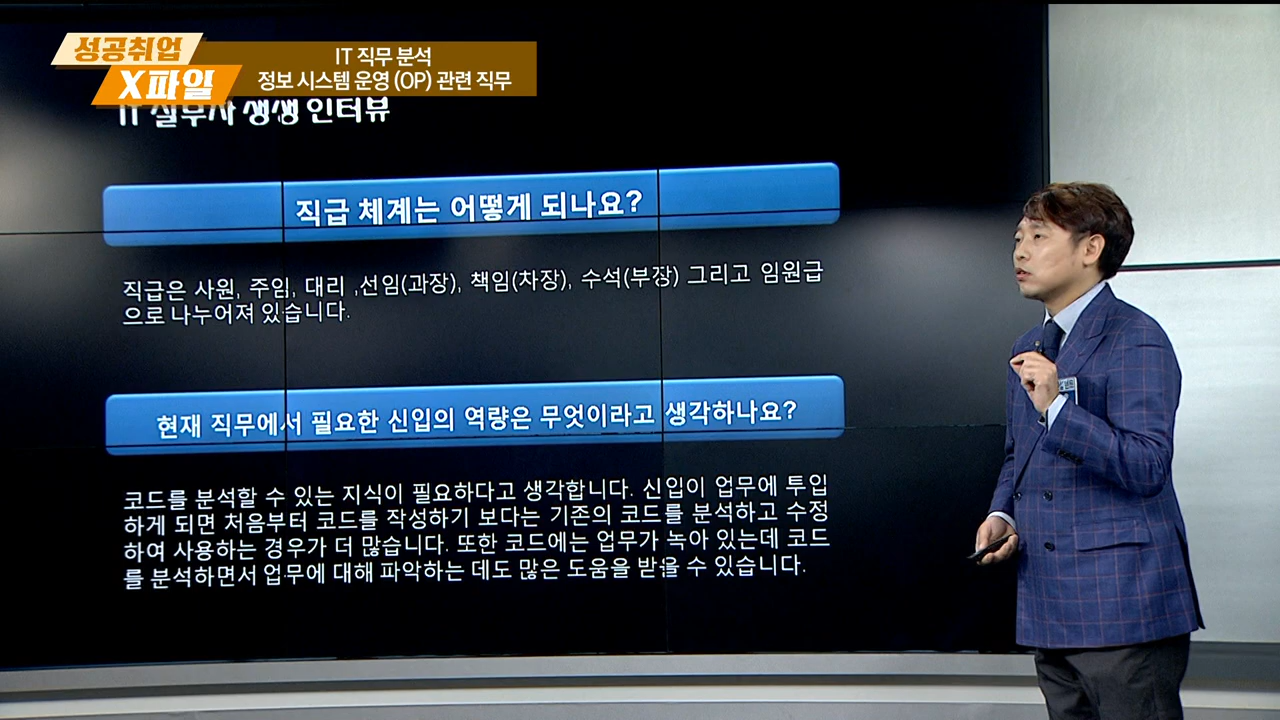 성공취업
X파일
IT 직무 분석
정보 시스템 운영 (OP) 관련 직무
IT 실무자 생생 인터뷰
직급 체계는 어떻게 되나요?
직급은 사원, 주임, 대리 ,선임(과장), 책임(차장), 수석(부장) 그리고 임원급
으로 나누어져 있습니다.
현재 직무에서 필요한 신입의 역량은 무엇이라고 생각하나요?
코드를 분석할 수 있는 지식이 필요하다고 생각합니다. 신입이 업무에 투입
하게 되면 처음부터 코드를 작성하기 보다는 기존의 코드를 분석하고 수정
하여 사용하는 경우가 더 많습니다. 또한 코드에는 업무가 녹아 있는데 코드
를 분석하면서 업무에 대해 파악하는 데도 많은 도움을 받을 수 있습니다.